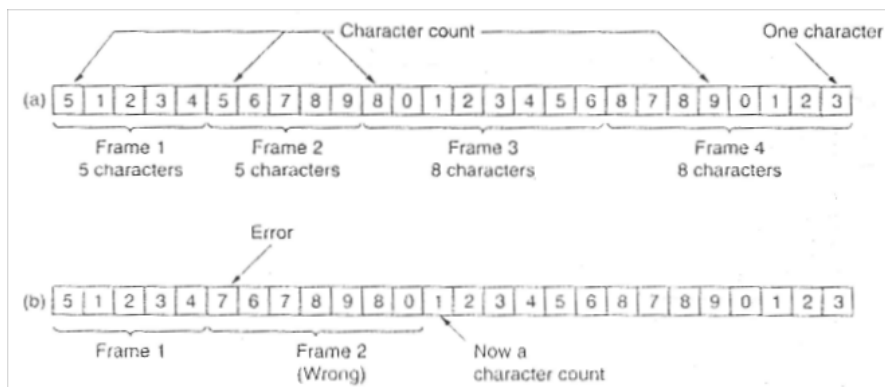 Character count One character
(a) 5 1 2 3 4 5 6 7 8 9 8 0 1 2 3 4 5 6 8 7 8 9 0 1 2 3
Frame 1 Frame 2 Frame 3 Frame 4
5 characters 5 characters 8 characters 8 characters
Error
(b) 5 1 2 3 4 7 6 7 8 9 8 0 1 2 3 4 5 6 8 7 8 9 0 1 2 3
Frame 1 Frame 2 Now a
(Wrong) character count